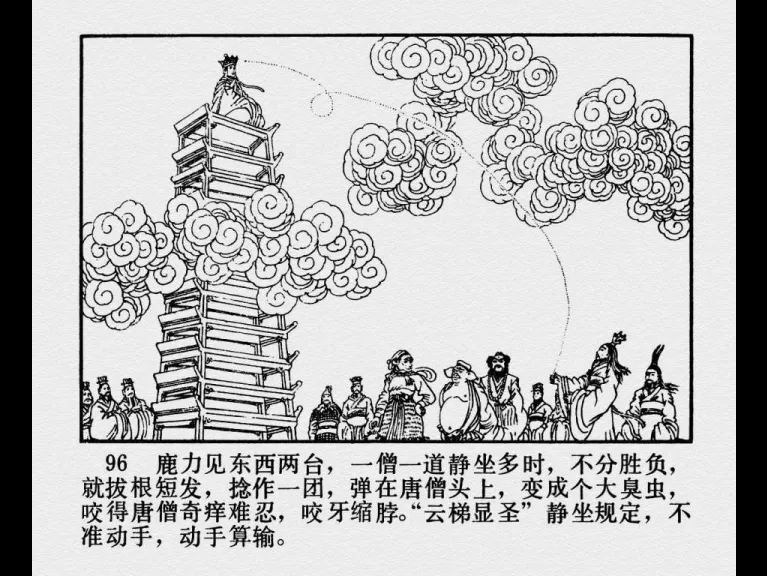 96 鹿力见东西两台，一僧一道静坐多时，不分胜负，
就拔根短发，捻作一团，弹在唐僧头上，变成个大臭虫，
咬得唐僧奇痒难忍，咬牙缩脖。“云梯显圣”静坐规定，不
准动手，动手算输。